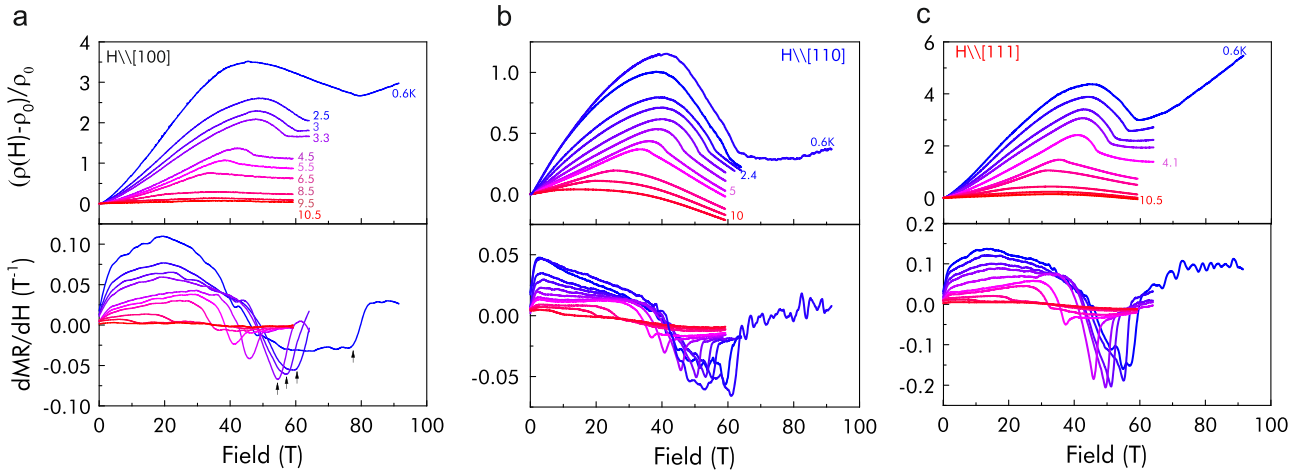 a
b
c
(ρ(H)-ρ₀)/ρ₀
4
3
2
1
0
H\\[100]
0.6K
2.5
3
3.3
4.5
5.5
6.5
8.5
9.5
10.5
1.0
0.5
0.0
H\\[110]
0.6K
2.4
5
10
6
4
2
0
H\\[111]
0.6K
4.1
10.5
dMR/dH (T⁻¹)
0.10
0.05
0.00
-0.05
-0.10
0 20 40 60 80 100
Field (T)
0.05
0.00
-0.05
0 20 40 60 80 100
Field (T)
0.2
0.1
0.0
-0.1
-0.2
0 20 40 60 80 100
Field (T)